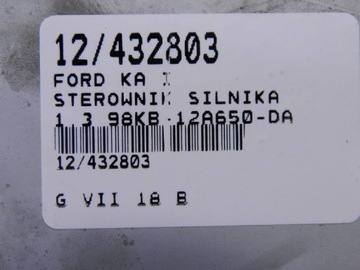 12/432803
FORD KA I
STEROWNIK SILNIKA
1 3 98KB 12A650-DA
12/432803
G VII 18 B